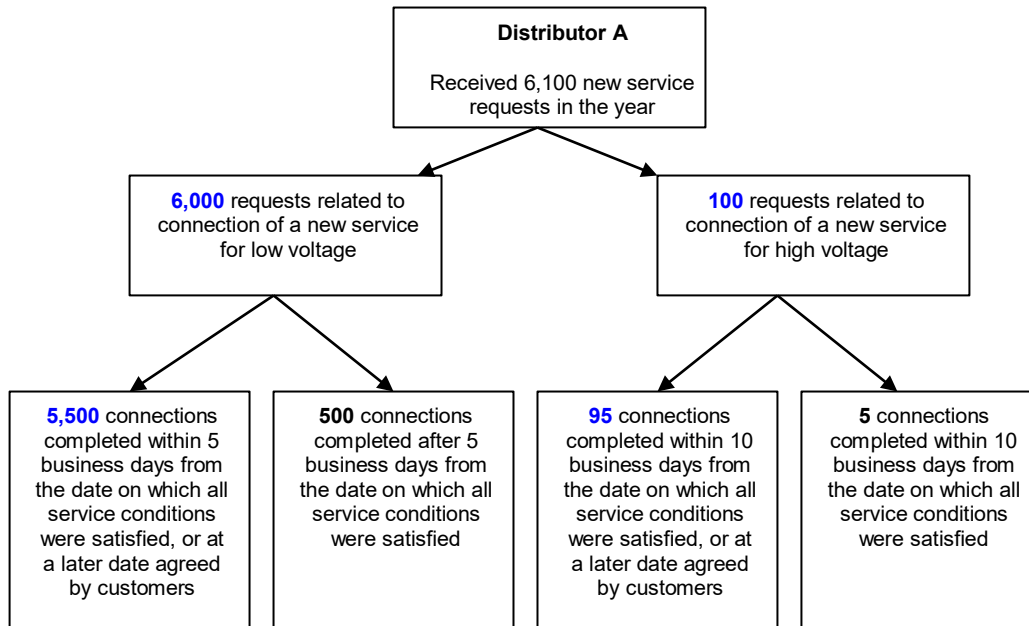 Distributor A
Received 6,100 new service
requests in the year
6,000 requests related to
connection of a new service
for low voltage
100 requests related to
connection of a new service
for high voltage
5,500 connections
completed within 5
business days from
the date on which all
service conditions
were satisfied, or at
a later date agreed
by customers
500 connections
completed after 5
business days from
the date on which all
service conditions
were satisfied
95 connections
completed within 10
business days from
the date on which all
service conditions
were satisfied, or at
a later date agreed
by customers
5 connections
completed within 10
business days from
the date on which all
service conditions
were satisfied